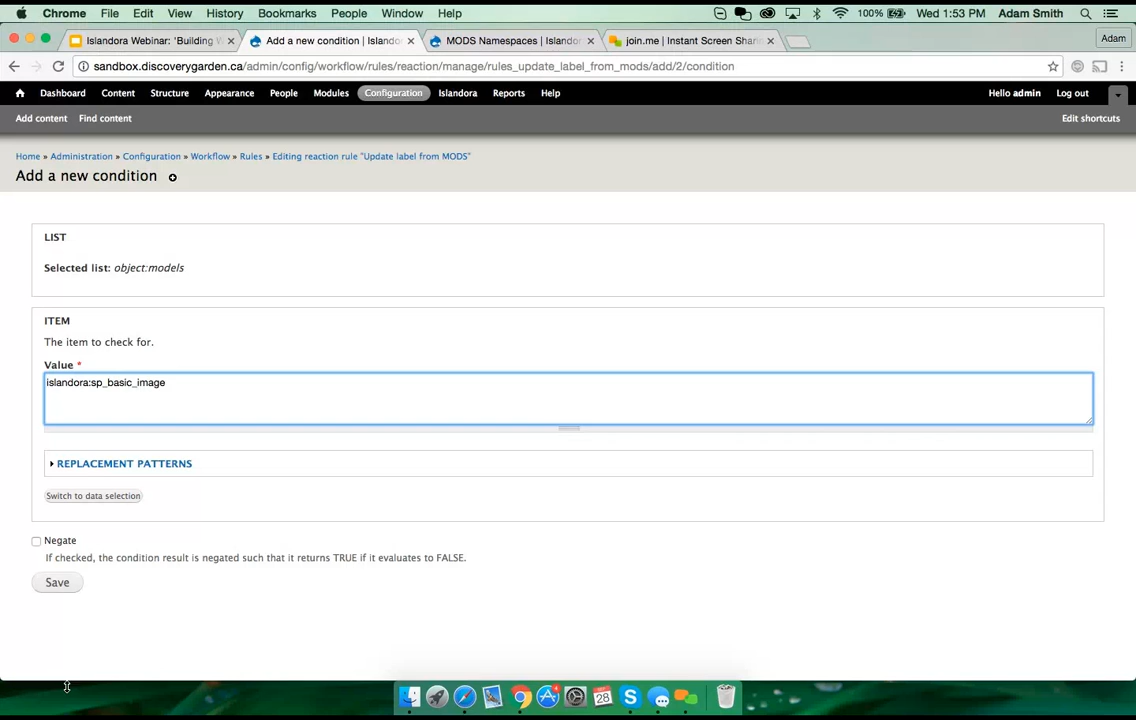 Chrome File Edit View History Bookmarks People Window Help 100% Wed 1:53 PM Adam Smith
Islandora Webinar: 'Building W Add a new condition | Islando MODS Namespaces | Islandor join.me | Instant Screen Sharin Adam
sandbox.discoverygarden.ca/admin/config/workflow/rules/reaction/manage/rules_update_label_from_mods/add/2/condition
Dashboard Content Structure Appearance People Modules Configuration Islandora Reports Help Hello admin Log out
Add content Find content Edit shortcuts
Home » Administration » Configuration » Workflow » Rules » Editing reaction rule "Update label from MODS"
Add a new condition
LIST
Selected list: object:models
ITEM
The item to check for.
Value *
islandora:sp_basic_image
REPLACEMENT PATTERNS
Switch to data selection
Negate
If checked, the condition result is negated such that it returns TRUE if it evaluates to FALSE.
Save
28